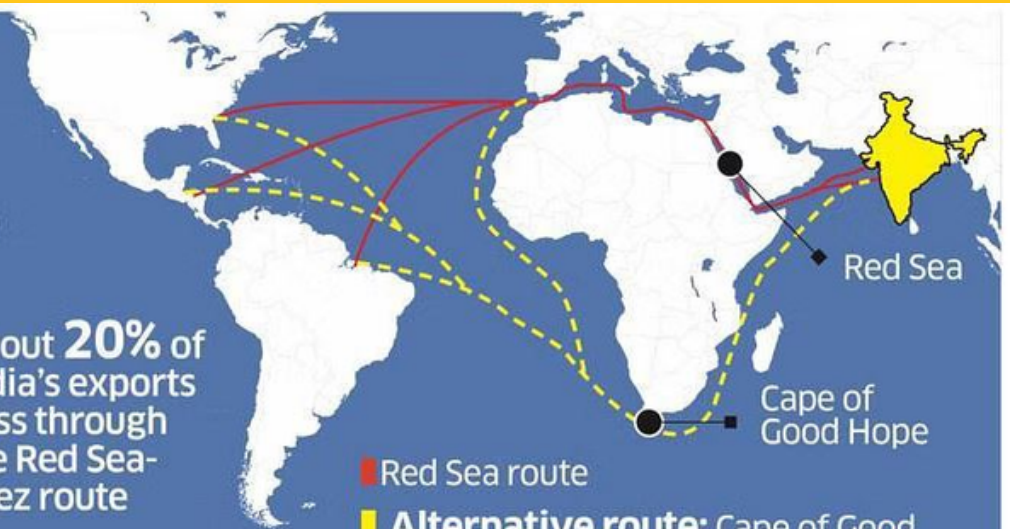 Red Sea
out 20% of
dia's exports
ss through
e Red Sea-
ez route
Cape of
Good Hope
Red Sea route
Alternative route: Cape of Good